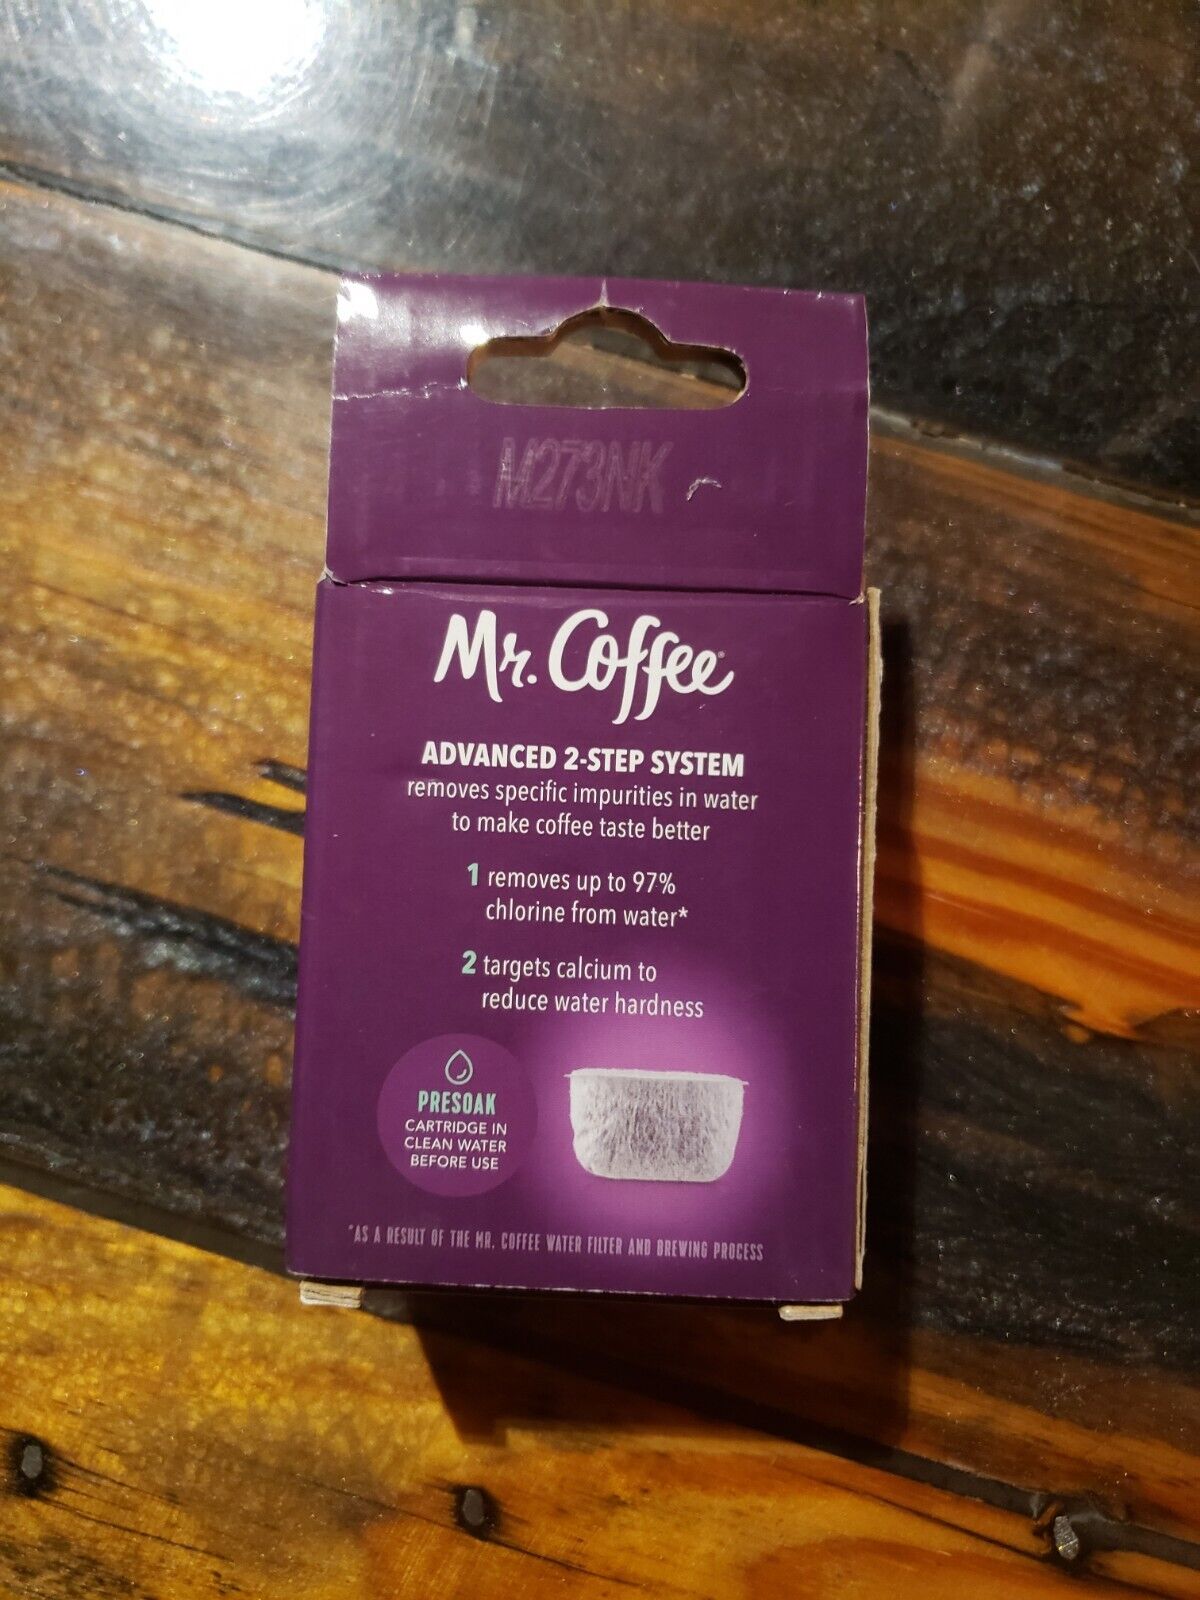 M273NK
Mr. Coffee®
ADVANCED 2-STEP SYSTEM
removes specific impurities in water
to make coffee taste better
1 removes up to 97%
chlorine from water*
2 targets calcium to
reduce water hardness
PRESOAK
CARTRIDGE IN
CLEAN WATER
BEFORE USE
*AS A RESULT OF THE MR. COFFEE WATER FILTER AND BREWING PROCESS